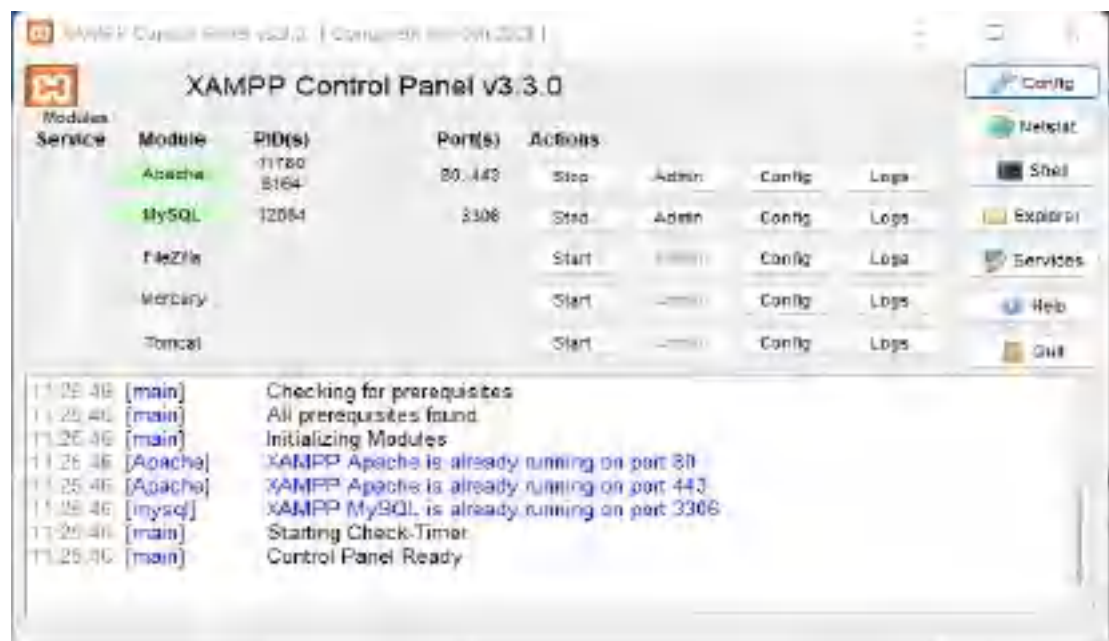 XAMPP Control Panel v3.3.0
Modules
Service Module PID(s) Port(s) Actions
Apache 80, 443 Stop Admin Config Logs
MySQL 3306 Stop Admin Config Logs
FileZilla Start Config Logs
Mercury Start Config Logs
Tomcat Start Config Logs
Config
Netstat
Shell
Explorer
Services
Help
Quit
[main] Checking for prerequisites
[main] All prerequisites found
[main] Initializing Modules
[Apache] XAMPP Apache is already running on port 80
[Apache] XAMPP Apache is already running on port 443
[mysql] XAMPP MySQL is already running on port 3306
[main] Starting Check-Timer
[main] Control Panel Ready